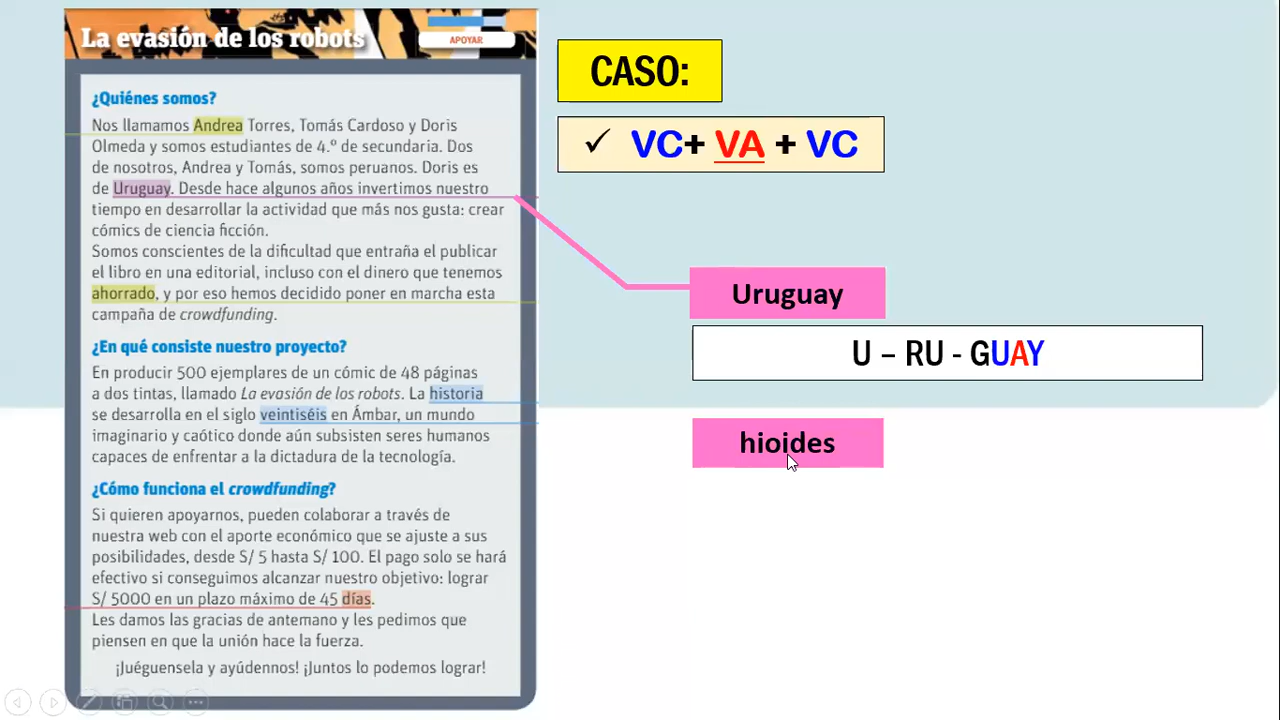 La evasión de los robots
APOYAR
¿Quiénes somos?
Nos llamamos Andrea Torres, Tomás Cardoso y Doris
Olmeda y somos estudiantes de 4.º de secundaria. Dos
de nosotros, Andrea y Tomás, somos peruanos. Doris es
de Uruguay. Desde hace algunos años invertimos nuestro
tiempo en desarrollar la actividad que más nos gusta: crear
cómics de ciencia ficción.
Somos conscientes de la dificultad que entraña el publicar
el libro en una editorial, incluso con el dinero que tenemos
ahorrado, y por eso hemos decidido poner en marcha esta
campaña de crowdfunding.
¿En qué consiste nuestro proyecto?
En producir 500 ejemplares de un cómic de 48 páginas
a dos tintas, llamado La evasión de los robots. La historia
se desarrolla en el siglo veintiséis en Ámbar, un mundo
imaginario y caótico donde aún subsisten seres humanos
capaces de enfrentar a la dictadura de la tecnología.
¿Cómo funciona el crowdfunding?
Si quieren apoyarnos, pueden colaborar a través de
nuestra web con el aporte económico que se ajuste a sus
posibilidades, desde S/ 5 hasta S/ 100. El pago solo se hará
efectivo si conseguimos alcanzar nuestro objetivo: lograr
S/ 5000 en un plazo máximo de 45 días.
Les damos las gracias de antemano y les pedimos que
piensen en que la unión hace la fuerza.
¡Juéguensela y ayúdennos! ¡Juntos lo podemos lograr!
CASO:
✓ VC+ VA + VC
Uruguay
U – RU - GUAY
hioides